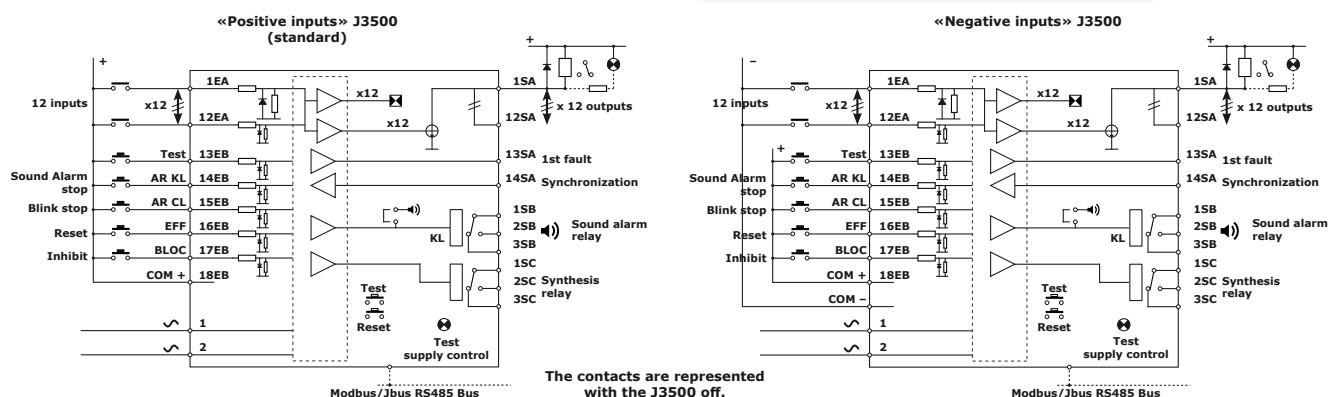 «Positive inputs» J3500
(standard)
+
+
12 inputs
x12
1EA
12EA
x12
x12
1SA
x 12 outputs
12SA
Test
13EB
13SA
1st fault
Sound Alarm
stop
AR KL
14EB
14SA
Synchronization
Blink stop
AR CL
15EB
1SB
Reset
EFF
16EB
KL
2SB
Sound alarm
relay
3SB
Inhibit
BLOC
17EB
1SC
COM +
18EB
2SC
Synthesis
relay
3SC
Test
Reset
1
2
Test
supply control
Modbus/Jbus RS485 Bus
The contacts are represented
with the J3500 off.
«Negative inputs» J3500
–
+
12 inputs
x12
1EA
12EA
x12
x12
1SA
x 12 outputs
12SA
+
Test
13EB
13SA
1st fault
Sound Alarm
stop
AR KL
14EB
14SA
Synchronization
Blink stop
AR CL
15EB
1SB
Reset
EFF
16EB
KL
2SB
Sound alarm
relay
3SB
Inhibit
BLOC
17EB
1SC
COM +
18EB
2SC
Synthesis
relay
COM –
3SC
Test
Reset
1
2
Test
supply control
Modbus/Jbus RS485 Bus